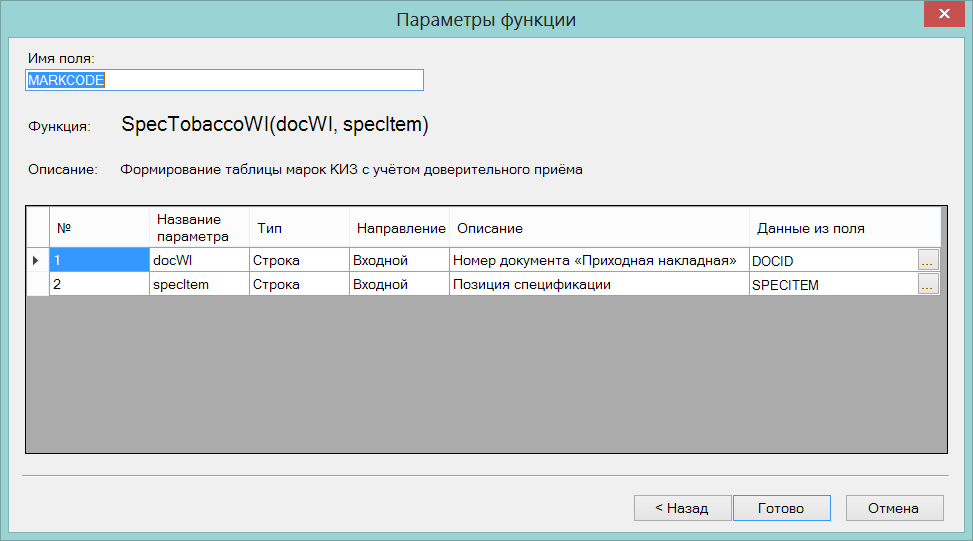 Параметры функции
Имя поля:
MARKCODE
Функция: SpecTobaccoWI(docWI, specItem)
Описание: Формирование таблицы марок КИЗ с учётом доверительного приёма
№ Название параметра Тип Направление Описание Данные из поля
1 docWI Строка Входной Номер документа «Приходная накладная» DOCID ...
2 specItem Строка Входной Позиция спецификации SPECITEM ...
< Назад Готово Отмена